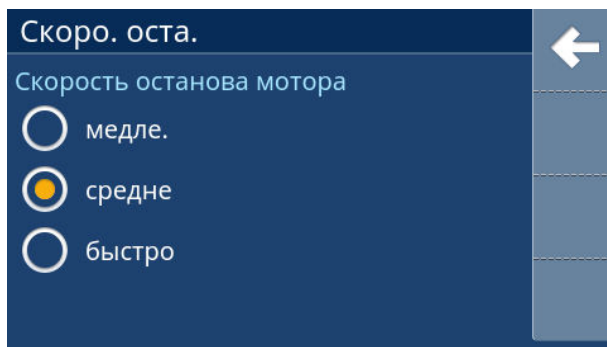 Скоро. оста.
Скорость останова мотора
медле.
средне
быстро